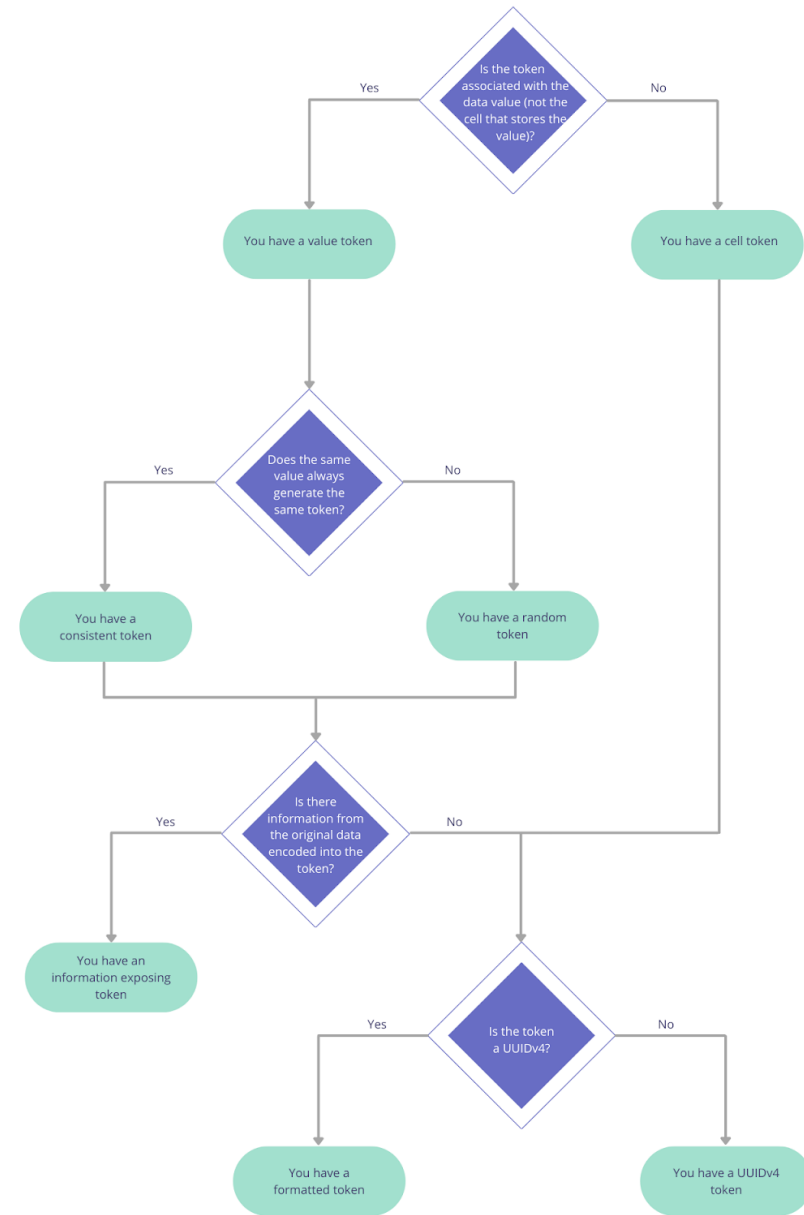 Is the token
associated with the
data value (not the
cell that stores the
value)?
Yes
No
You have a value token
You have a cell token
Does the same
value always
generate the
same token?
Yes
No
You have a
consistent token
You have a random
token
Is there
information from
the original data
encoded into the
token?
Yes
No
You have an
information exposing
token
Is the token
a UUIDv4?
Yes
No
You have a
formatted token
You have a UUIDv4
token